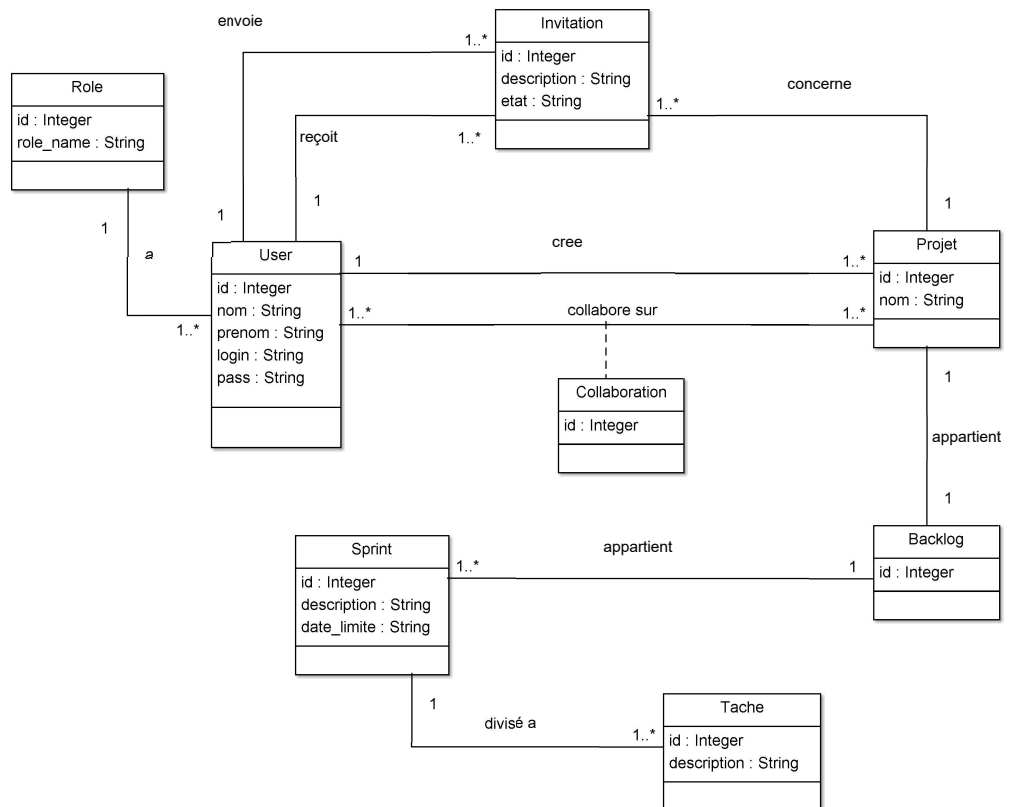 envoie
Invitation
1..*
id : Integer
description : String
etat : String
concerne
1..*
Role
id : Integer
role_name : String
reçoit
1..*
1
a
1
1
1
User
id : Integer
nom : String
prenom : String
login : String
pass : String
1..*
1
cree
1..*
Projet
id : Integer
nom : String
1..*
collabore sur
1..*
Collaboration
id : Integer
1
appartient
1
Backlog
id : Integer
Sprint
id : Integer
description : String
date_limite : String
1..*
appartient
1
1
divisé a
1..*
Tache
id : Integer
description : String